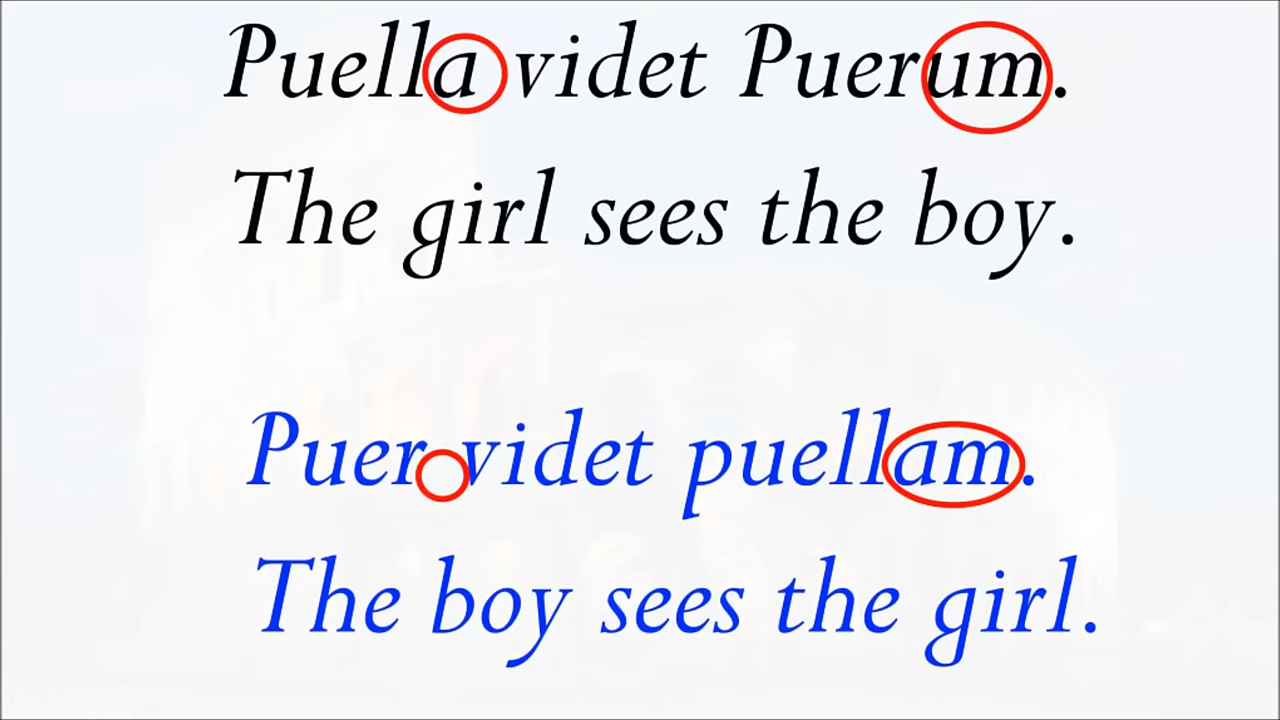 Puella videt Puerum.
The girl sees the boy.
Puer videt puellam.
The boy sees the girl.